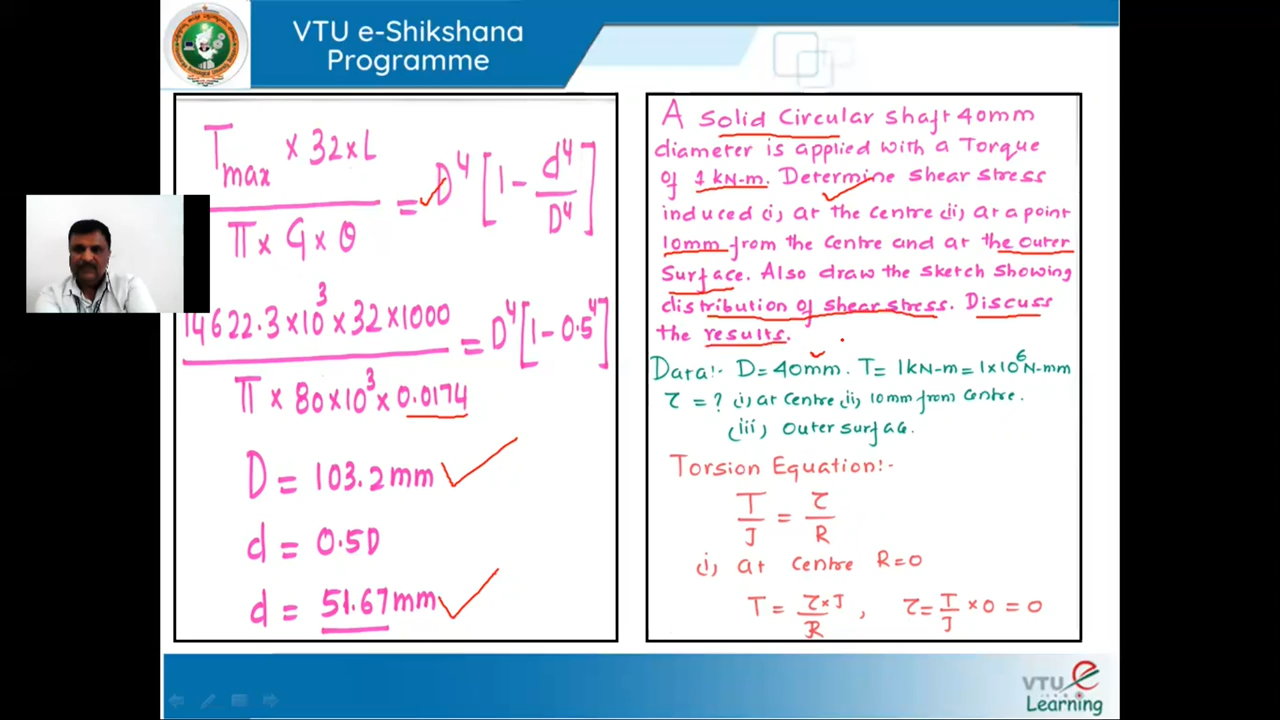 VTU e-Shikshana
Programme
Tmax × 32 × L / π × G × θ = D⁴ [1 - d⁴/D⁴]
14622.3 × 10³ × 32 × 1000 / π × 80 × 10³ × 0.0174 = D⁴ [1 - 0.5⁴]
D = 103.2 mm
d = 0.5D
d = 51.67 mm
A Solid Circular shaft 40mm
diameter is applied with a Torque
of 1 kN-m. Determine shear stress
induced (i) at the centre (ii) at a point
10mm from the centre and at the outer
Surface. Also draw the sketch showing
distribution of shear stress. Discuss
the results.
Data:- D = 40mm. T = 1kN-m = 1×10⁶ N-mm
τ = ? (i) at centre (ii) 10mm from centre.
(iii) outer surface.
Torsion Equation:-
T/J = τ/R
(i) at centre R = 0
T = τ×J/R , τ = T/J × 0 = 0
VTU e
Learning